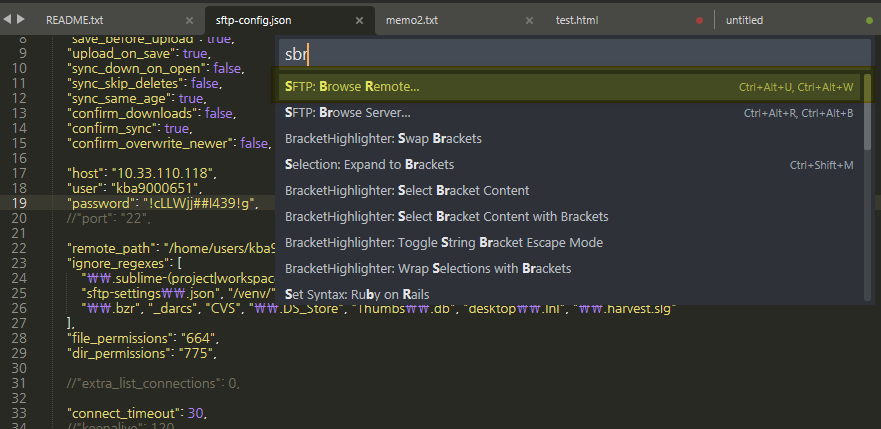 README.txt
sftp-config.json
memo2.txt
test.html
untitled
sbr
SFTP: Browse Remote...
Ctrl+Alt+U, Ctrl+Alt+W
SFTP: Browse Server...
Ctrl+Alt+R, Ctrl+Alt+B
BracketHighlighter: Swap Brackets
Selection: Expand to Brackets
Ctrl+Shift+M
BracketHighlighter: Select Bracket Content
BracketHighlighter: Select Bracket Content with Brackets
BracketHighlighter: Toggle String Bracket Escape Mode
BracketHighlighter: Wrap Selections with Brackets
Set Syntax: Ruby on Rails
8 "save_before_upload": true,
9 "upload_on_save": true,
10 "sync_down_on_open": false,
11 "sync_skip_deletes": false,
12 "sync_same_age": true,
13 "confirm_downloads": false,
14 "confirm_sync": true,
15 "confirm_overwrite_newer": false,
16
17 "host": "10.33.110.118",
18 "user": "kba9000651",
19 "password": "!cLLWjj##l439!g",
20 //"port": "22",
21
22 "remote_path": "/home/users/kba9
23 "ignore_regexes": [
24 "₩₩.sublime-(project|workspac
25 "sftp-settings₩₩.json", "/venv/"
26 "₩₩.bzr", "_darcs", "CVS", "₩₩.DS_Store", "Thumbs₩₩.db", "desktop₩₩.ini", "₩₩.harvest.sig"
27 ],
28 "file_permissions": "664",
29 "dir_permissions": "775",
30
31 //"extra_list_connections": 0,
32
33 "connect_timeout": 30,
34 //"keepalive": 120,